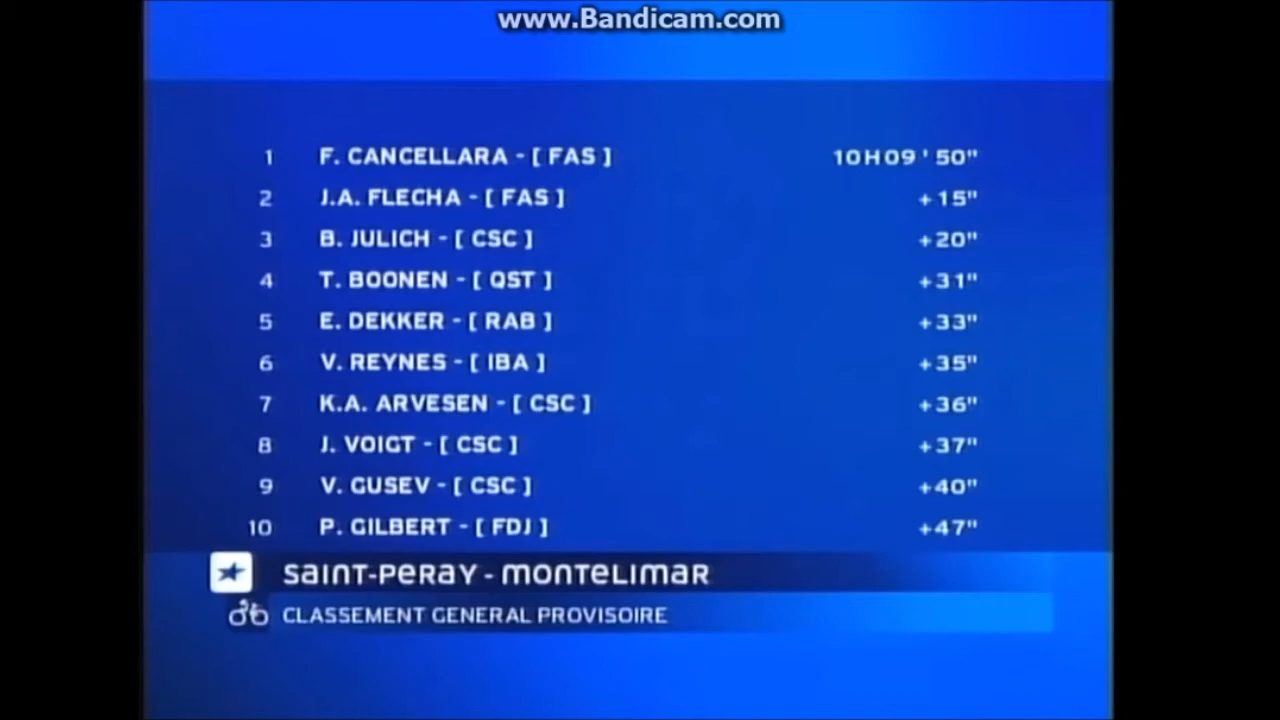 www.Bandicam.com
1 F. CANCELLARA - [ FAS ] 10H09'50"
2 J.A. FLECHA - [ FAS ] +15"
3 B. JULICH - [ CSC ] +20"
4 T. BOONEN - [ QST ] +31"
5 E. DEKKER - [ RAB ] +33"
6 V. REYNES - [ IBA ] +35"
7 K.A. ARVESEN - [ CSC ] +36"
8 J. VOIGT - [ CSC ] +37"
9 V. GUSEV - [ CSC ] +40"
10 P. GILBERT - [ FDJ ] +47"
SAINT-PERAY - MONTELIMAR
CLASSEMENT GENERAL PROVISOIRE